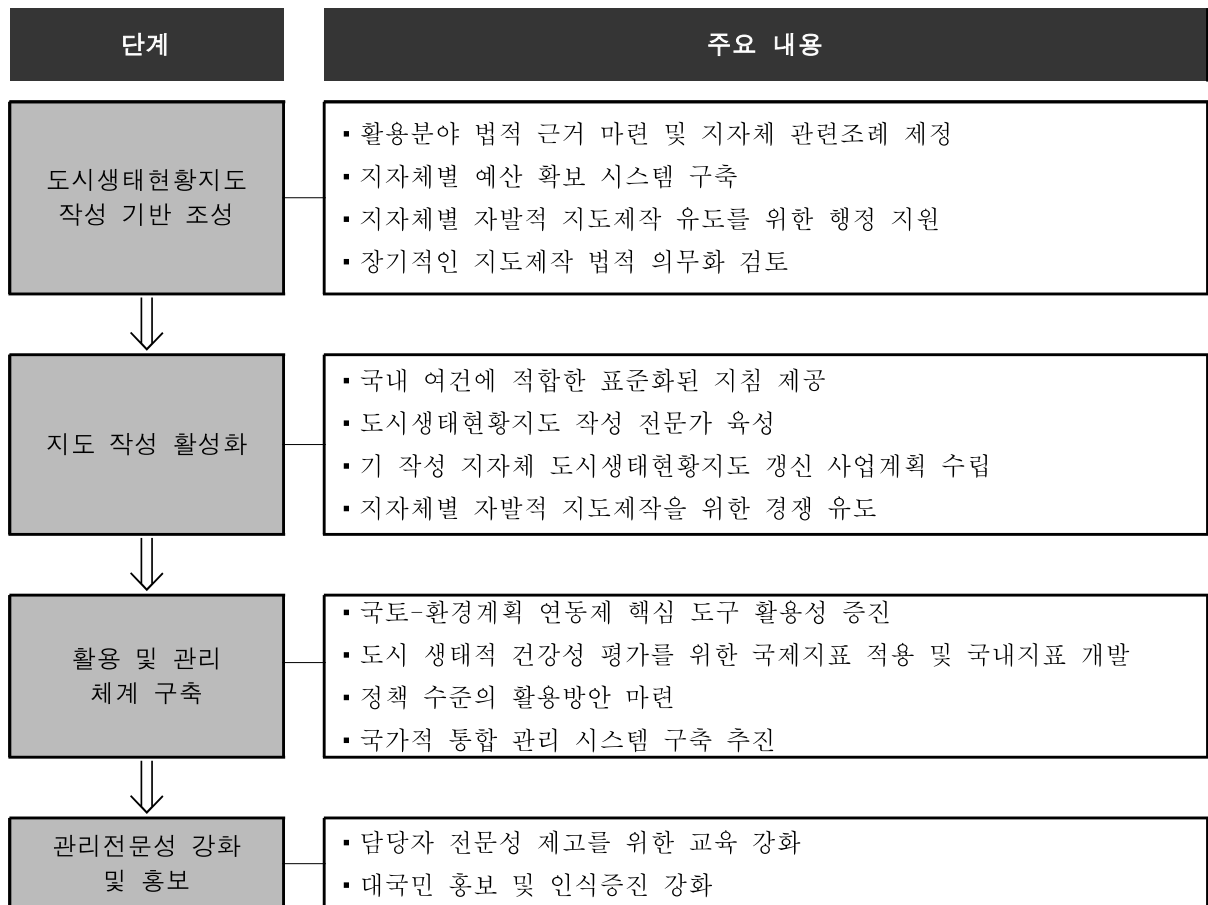 단계
주요 내용
도시생태현황지도
작성 기반 조성
▪ 활용분야 법적 근거 마련 및 지자체 관련조례 제정
▪ 지자체별 예산 확보 시스템 구축
▪ 지자체별 자발적 지도제작 유도를 위한 행정 지원
▪ 장기적인 지도제작 법적 의무화 검토
지도 작성 활성화
▪ 국내 여건에 적합한 표준화된 지침 제공
▪ 도시생태현황지도 작성 전문가 육성
▪ 기 작성 지자체 도시생태현황지도 갱신 사업계획 수립
▪ 지자체별 자발적 지도제작을 위한 경쟁 유도
활용 및 관리
체계 구축
▪ 국토-환경계획 연동제 핵심 도구 활용성 증진
▪ 도시 생태적 건강성 평가를 위한 국제지표 적용 및 국내지표 개발
▪ 정책 수준의 활용방안 마련
▪ 국가적 통합 관리 시스템 구축 추진
관리전문성 강화
및 홍보
▪ 담당자 전문성 제고를 위한 교육 강화
▪ 대국민 홍보 및 인식증진 강화